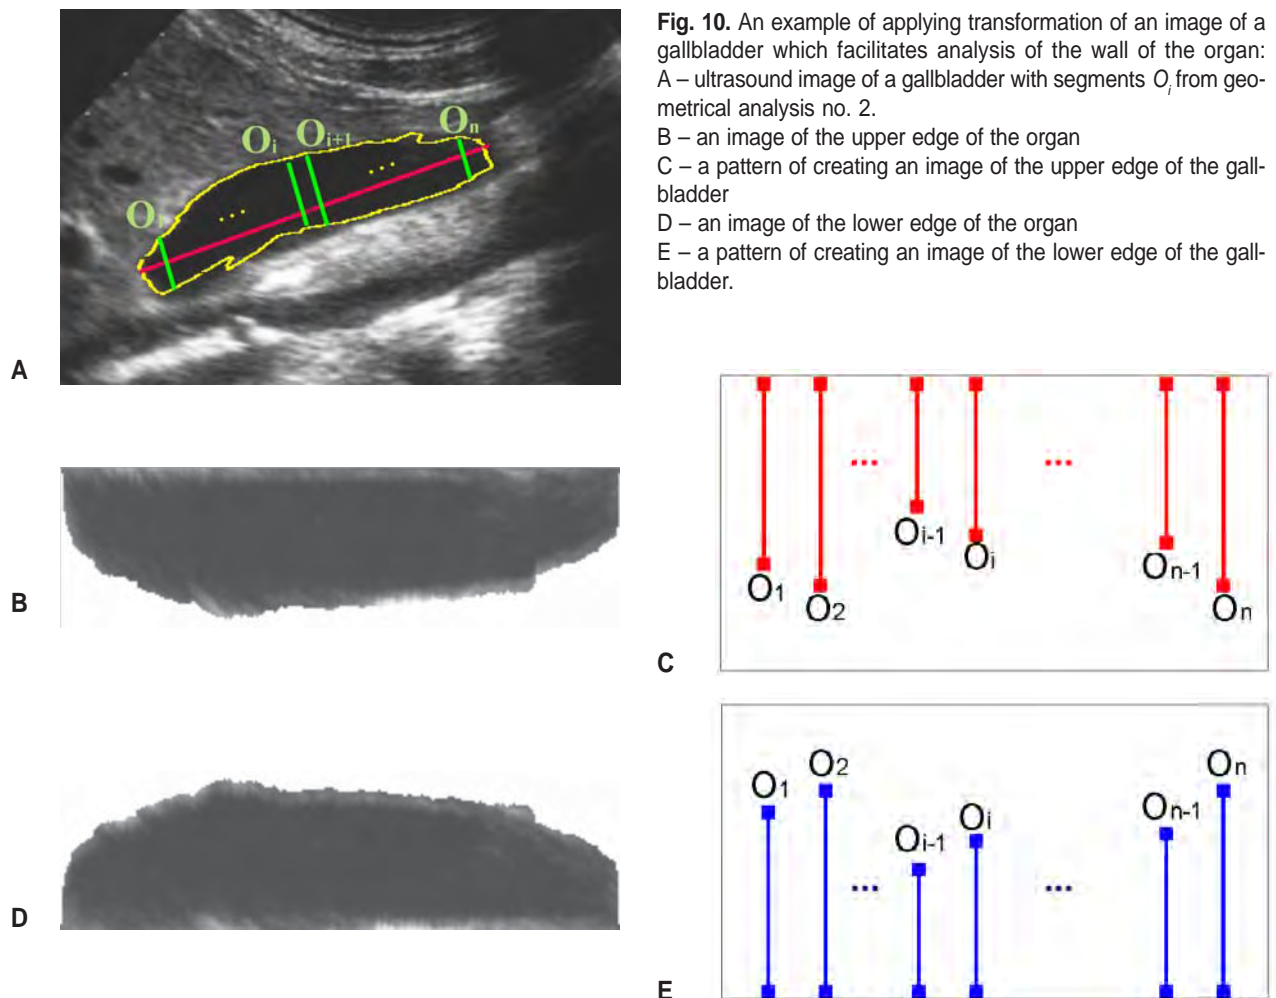 Fig. 10. An example of applying transformation of an image of a
gallbladder which facilitates analysis of the wall of the organ:
A – ultrasound image of a gallbladder with segments Oi from geo-
metrical analysis no. 2.
B – an image of the upper edge of the organ
C – a pattern of creating an image of the upper edge of the gall-
bladder
D – an image of the lower edge of the organ
E – a pattern of creating an image of the lower edge of the gall-
bladder.
Oi Oi+1 On
...
...
A
B
D
... ...
Oi-1 Oi On-1
O1 O2 On
C
O1 O2 Oi-1 Oi On-1 On
... ...
E